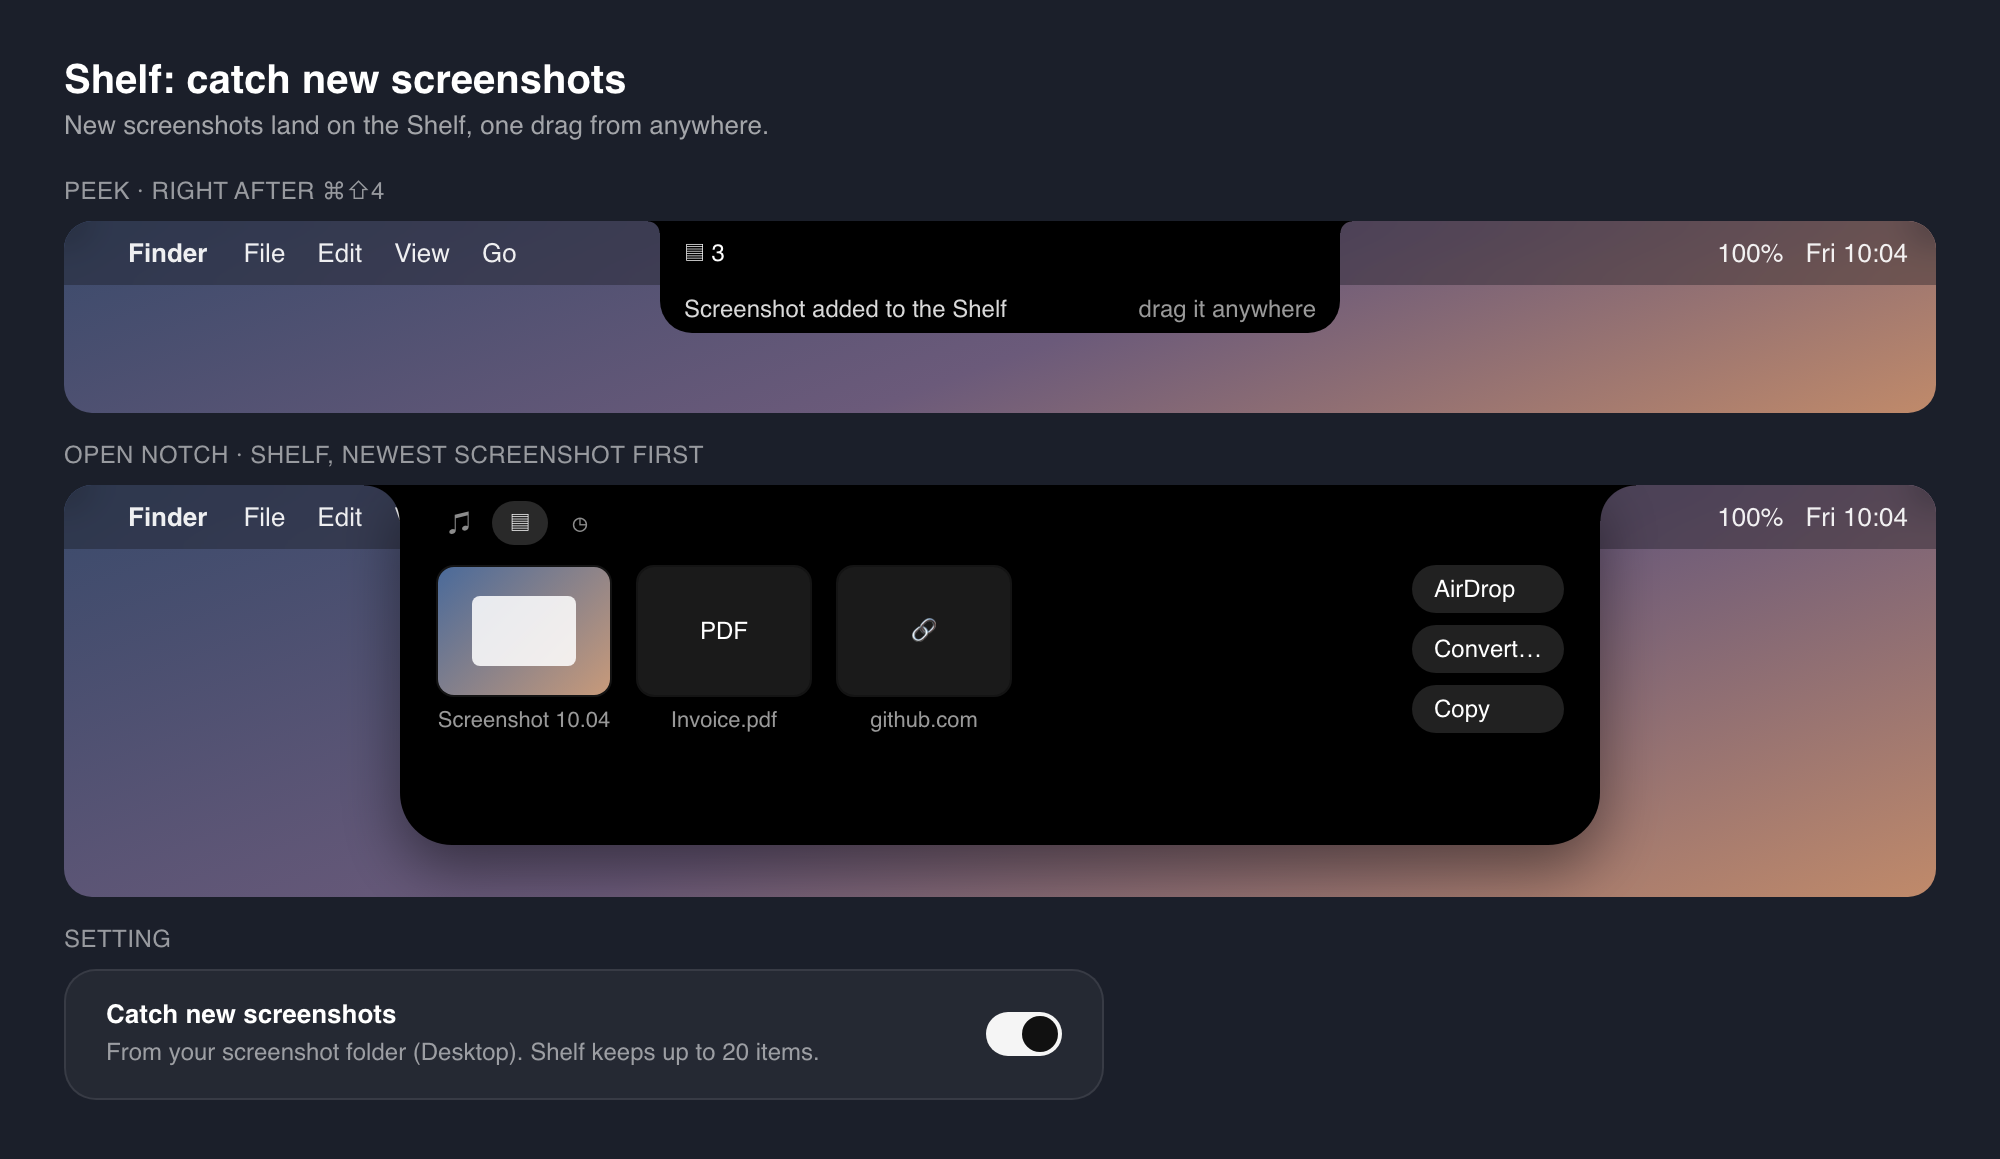 Shelf: catch new screenshots
New screenshots land on the Shelf, one drag from anywhere.
PEEK · RIGHT AFTER ⌘⇧4
Finder File Edit View Go
▤ 3
100% Fri 10:04
Screenshot added to the Shelf
drag it anywhere
OPEN NOTCH · SHELF, NEWEST SCREENSHOT FIRST
Finder File Edit
100% Fri 10:04
PDF
Screenshot 10.04
Invoice.pdf
github.com
AirDrop
Convert…
Copy
SETTING
Catch new screenshots
From your screenshot folder (Desktop). Shelf keeps up to 20 items.